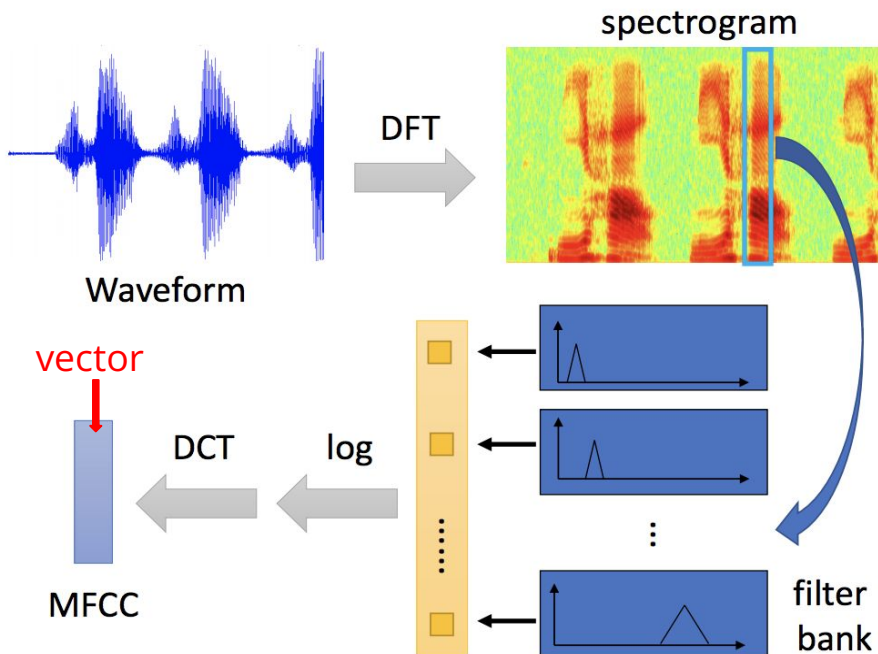 spectrogram
DFT
Waveform
vector
DCT
log
MFCC
filter
bank